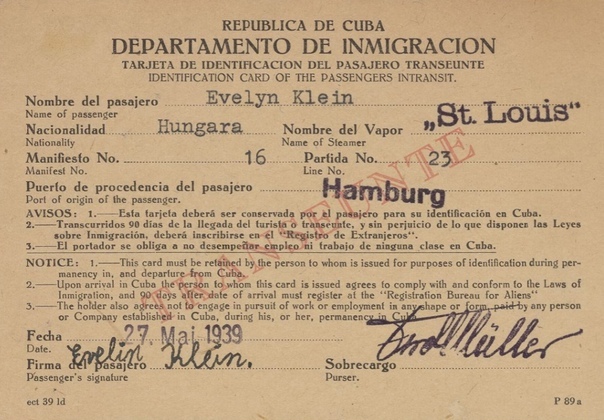 REPUBLICA DE CUBA
DEPARTAMENTO DE INMIGRACION
TARJETA DE IDENTIFICACION DEL PASAJERO TRANSEUNTE
IDENTIFICATION CARD OF THE PASSENGERS INTRANSIT.
Nombre del pasajero Evelyn Klein
Name of passenger
Nacionalidad Hungara Nombre del Vapor „St. Louis“
Nationality Name of Steamer
Manifiesto No. 16 Partida No. 23
Manifest No. Line No.
Puerto de procedencia del pasajero Hamburg
Port of origin of the passenger.
TRANSEUNTE
AVISOS: 1.—Esta tarjeta deberá ser conservada por el pasajero para su identificación en Cuba.
2.—Transcurridos 90 días de la llegada del turista o transeunte, y sin perjuicio de lo que disponen las Leyes
sobre Inmigración, deberá inscribirse en el "Registro de Extranjeros".
3.—El portador se obliga a no desempeñar empleo ni trabajo de ninguna clase en Cuba.
NOTICE: 1.—This card must be retained by the person to whom is issued for purposes of identification during per-
manency in, and departure from Cuba.
2.—Upon arrival in Cuba the person to whom this card is issued agrees to comply with and conform to the Laws of
Inmigration, and 90 days after date of arrival must register at the "Registration Bureau for Aliens"
3.—The holder also agrees not to engage in pursuit of work or employment in any shape or form, paid by any person
or Company establishe in Cuba, during his, or her, permanency in Cuba.
Fecha 27. Mai 1939
Date.
Evelin Klein.
Firma del pasajero Sobrecargo
Passenger's signature Purser.
ect 39 1d P 89 a